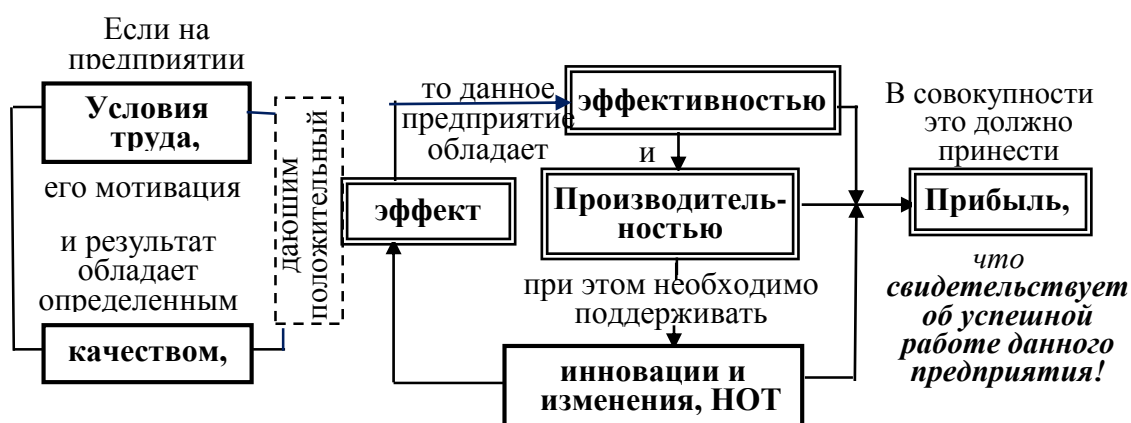 Если на
предприятии
Условия
труда,
его мотивация
и результат
обладает
определенным
качеством,
дающим
положительный
эффект
то данное
предприятие
обладает
эффективностью
и
Производитель-
ностью
при этом необходимо
поддерживать
инновации и
изменения, НОТ
В совокупности
это должно
принести
Прибыль,
что
свидетельствует
об успешной
работе данного
предприятия!